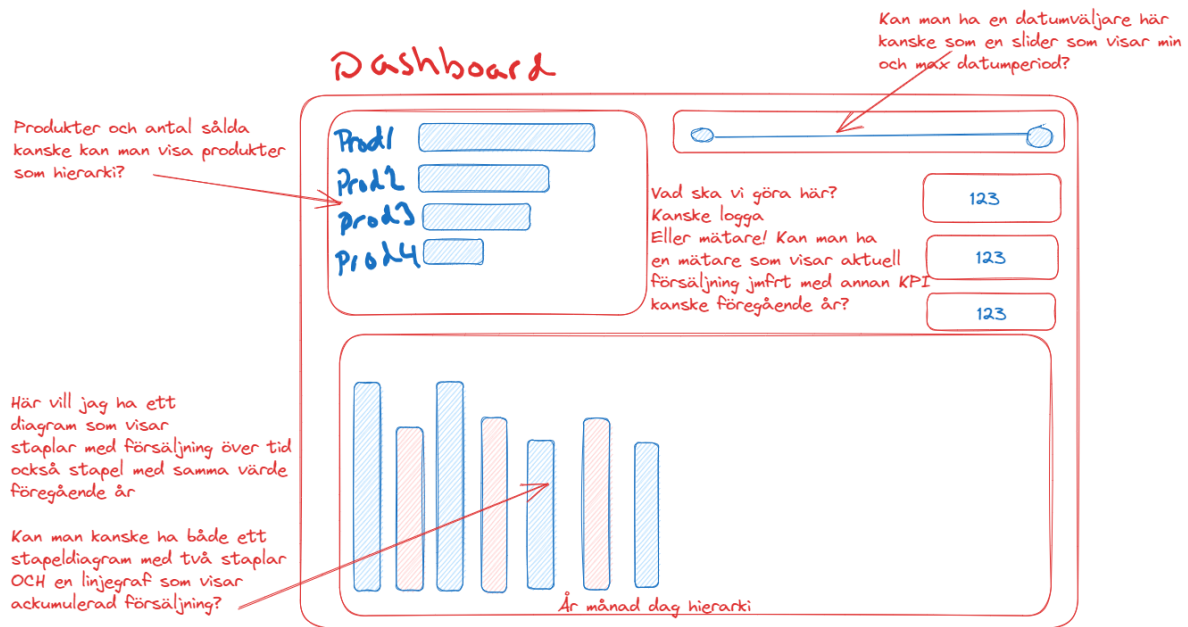 Kan man ha en datumväljare här
kanske som en slider som visar min
och max datumperiod?
Dashboard
Produkter och antal sålda
kanske kan man visa produkter
som hierarki?
Prod1
Prod2
Prod3
Prod4
Vad ska vi göra här?
Kanske logga
Eller mätare! Kan man ha
en mätare som visar aktuell
försäljning jmfrt med annan KPI
kanske föregående år?
123
123
123
Här vill jag ha ett
diagram som visar
staplar med försäljning över tid
också stapel med samma värde
föregående år
Kan man kanske ha både ett
stapeldiagram med två staplar
OCH en linjegraf som visar
ackumulerad försäljning?
År månad dag hierarki